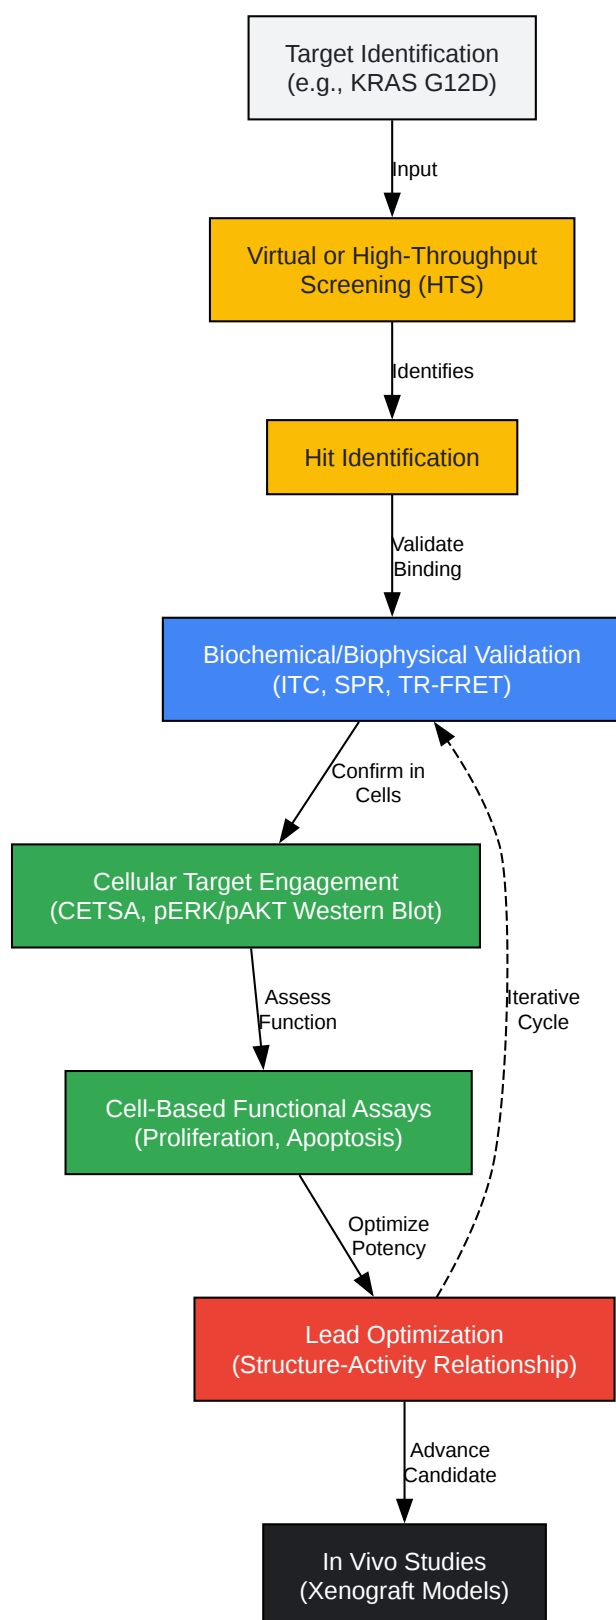 Target Identification
(e.g., KRAS G12D)
Input
Virtual or High-Throughput
Screening (HTS)
Identifies
Hit Identification
Validate
Binding
Biochemical/Biophysical Validation
(ITC, SPR, TR-FRET)
Confirm in
Cells
Cellular Target Engagement
(CETSA, pERK/pAKT Western Blot)
Assess
Function
Iterative
Cycle
Cell-Based Functional Assays
(Proliferation, Apoptosis)
Optimize
Potency
Lead Optimization
(Structure-Activity Relationship)
Advance
Candidate
In Vivo Studies
(Xenograft Models)